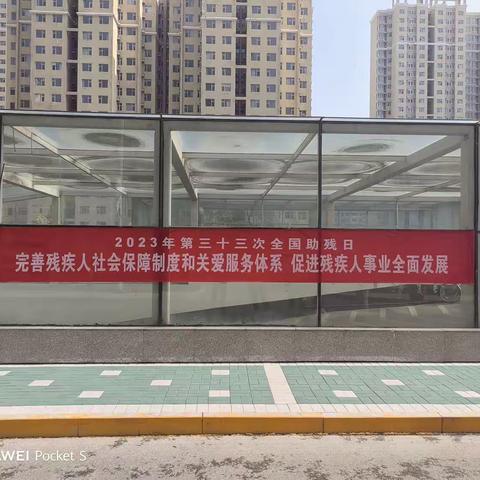 2023年第三十三次全国助残日
完善残疾人社会保障制度和关爱服务体系 促进残疾人事业全面发展
AWEI Pocket S